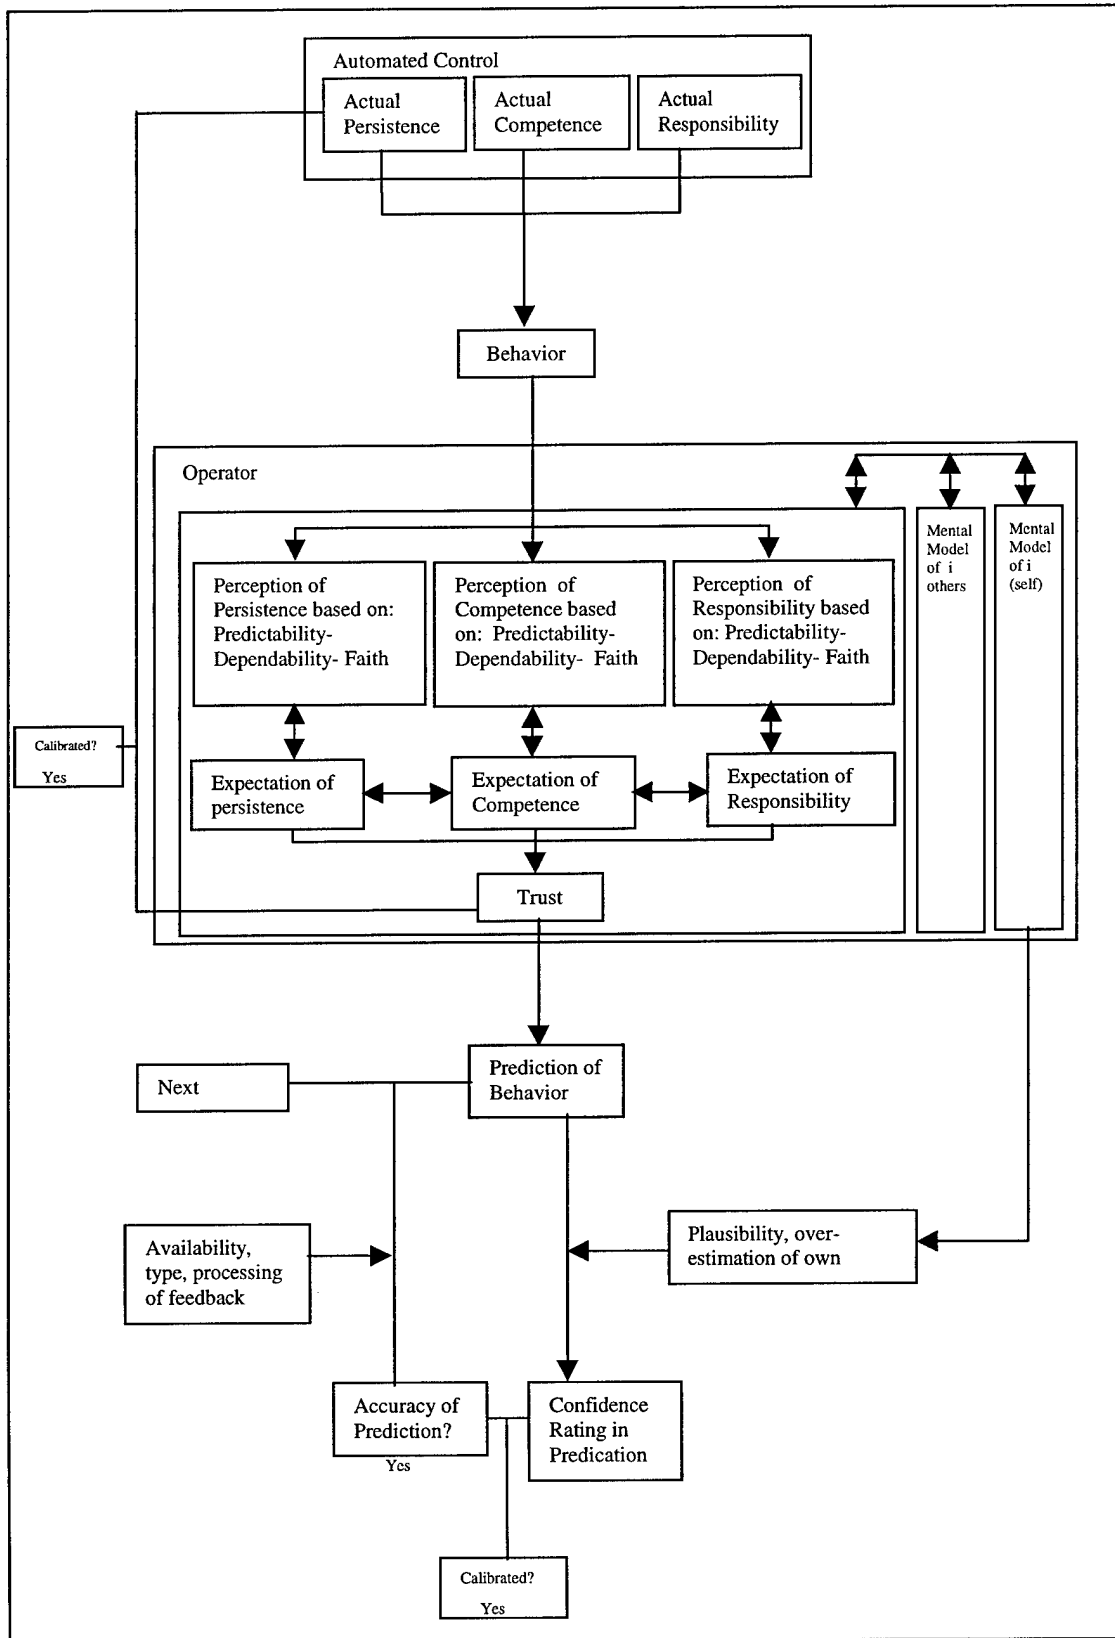 Automated Control
Actual
Persistence
Actual
Competence
Actual
Responsibility
Behavior
Operator
Mental
Model
of i
others
Mental
Model
of i
(self)
Perception of
Persistence based on:
Predictability-
Dependability- Faith
Perception of
Competence based
on: Predictability-
Dependability- Faith
Perception of
Responsibility based
on: Predictability-
Dependability- Faith
Calibrated?
Yes
Expectation of
persistence
Expectation of
Competence
Expectation of
Responsibility
Trust
Prediction of
Behavior
Next
Availability,
type, processing
of feedback
Plausibility, over-
estimation of own
Accuracy of
Prediction?
Yes
Confidence
Rating in
Predication
Calibrated?
Yes